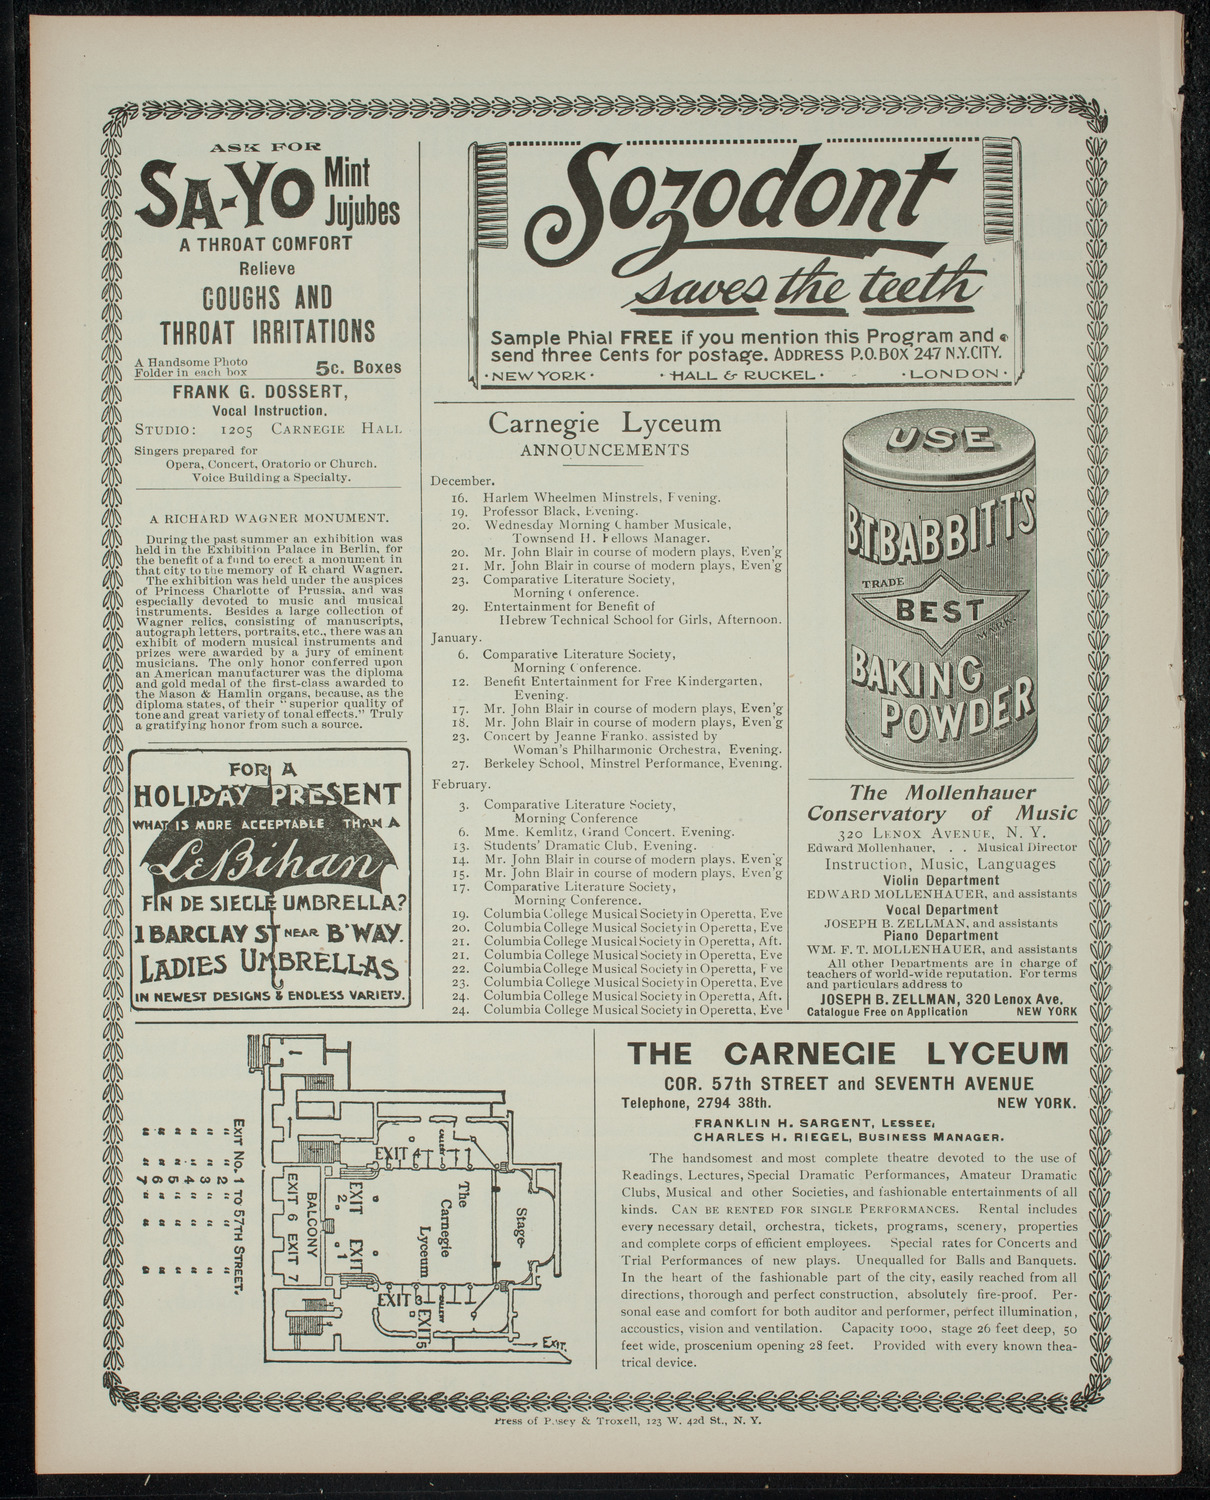 ASK FOR
SA-YO Mint Jujubes
A THROAT COMFORT
Relieve
COUGHS AND
THROAT IRRITATIONS
A Handsome Photo
Folder in each box
5c. Boxes
FRANK G. DOSSERT,
Vocal Instruction.
STUDIO: 1205 CARNEGIE HALL
Singers prepared for
Opera, Concert, Oratorio or Church.
Voice Building a Specialty.
A RICHARD WAGNER MONUMENT.
During the past summer an exhibition was
held in the Exhibition Palace in Berlin, for
the benefit of a fund to erect a monument in
that city to the memory of R chard Wagner.
The exhibition was held under the auspices
of Princess Charlotte of Prussia, and was
especially devoted to music and musical
instruments. Besides a large collection of
Wagner relics, consisting of manuscripts,
autograph letters, portraits, etc., there was an
exhibit of modern musical instruments and
prizes were awarded by a jury of eminent
musicians. The only honor conferred upon
an American manufacturer was the diploma
and gold medal of the first-class awarded to
the Mason & Hamlin organs, because, as the
diploma states, of their "superior quality of
tone and great variety of tonal effects." Truly
a gratifying honor from such a source.
FOR A
HOLIDAY PRESENT
WHAT IS MORE ACCEPTABLE THAN A
LeBihan
FIN DE SIECLE UMBRELLA?
1 BARCLAY ST NEAR B'WAY.
LADIES UMBRELLAS
IN NEWEST DESIGNS & ENDLESS VARIETY.
Sozodont
saves the teeth
Sample Phial FREE if you mention this Program and
send three Cents for postage. ADDRESS P.O.BOX 247 N.Y.CITY.
·NEW YORK· ·HALL & RUCKEL· ·LONDON·
Carnegie Lyceum
ANNOUNCEMENTS
December.
16. Harlem Wheelmen Minstrels, Evening.
19. Professor Black, Evening.
20. Wednesday Morning Chamber Musicale,
Townsend H. Fellows Manager.
20. Mr. John Blair in course of modern plays, Even'g
21. Mr. John Blair in course of modern plays, Even'g
23. Comparative Literature Society,
Morning Conference.
29. Entertainment for Benefit of
Hebrew Technical School for Girls, Afternoon.
January.
6. Comparative Literature Society,
Morning Conference.
12. Benefit Entertainment for Free Kindergarten,
Evening.
17. Mr. John Blair in course of modern plays, Even'g
18. Mr. John Blair in course of modern plays, Even'g
23. Concert by Jeanne Franko. assisted by
Woman's Philharmonic Orchestra, Evening.
27. Berkeley School, Minstrel Performance, Evening.
February.
3. Comparative Literature Society,
Morning Conference
6. Mme. Kemlitz, Grand Concert. Evening.
13. Students' Dramatic Club, Evening.
14. Mr. John Blair in course of modern plays, Even'g
15. Mr. John Blair in course of modern plays, Even'g
17. Comparative Literature Society,
Morning Conference.
19. Columbia College Musical Society in Operetta, Eve
20. Columbia College Musical Society in Operetta, Eve
21. Columbia College Musical Society in Operetta, Aft.
21. Columbia College Musical Society in Operetta, Eve
22. Columbia College Musical Society in Operetta, Eve
23. Columbia College Musical Society in Operetta, Eve
24. Columbia College Musical Society in Operetta, Aft.
24. Columbia College Musical Society in Operetta, Eve
USE
B.T. BABBITT'S
TRADE
BEST
MARK
BAKING
POWDER
The Mollenhauer
Conservatory of Music
320 LENOX AVENUE, N. Y.
Edward Mollenhauer, . . Musical Director
Instruction, Music, Languages
Violin Department
EDWARD MOLLENHAUER, and assistants
Vocal Department
JOSEPH B. ZELLMAN, and assistants
Piano Department
WM. F. T. MOLLENHAUER, and assistants
All other Departments are in charge of
teachers of world-wide reputation. For terms
and particulars address to
JOSEPH B. ZELLMAN, 320 Lenox Ave.
Catalogue Free on Application NEW YORK
EXIT NO. 1 TO 57TH STREET.
" " 2 " " "
" " 3 " " "
" " 4 " " "
" " 5 " " "
" " 6 " " "
" " 7 " " "
1
EXIT 4
GALLERY
BALCONY
EXIT 6 EXIT 7
EXIT 2
EXIT 1
The
Carnegie
Lyceum
Stage
EXIT 3
GALLERY
EXIT 5
EXIT.
THE CARNEGIE LYCEUM
COR. 57th STREET and SEVENTH AVENUE
Telephone, 2794 38th. NEW YORK.
FRANKLIN H. SARGENT, LESSEE,
CHARLES H. RIEGEL, BUSINESS MANAGER.
The handsomest and most complete theatre devoted to the use of
Readings, Lectures, Special Dramatic Performances, Amateur Dramatic
Clubs, Musical and other Societies, and fashionable entertainments of all
kinds. CAN BE RENTED FOR SINGLE PERFORMANCES. Rental includes
every necessary detail, orchestra, tickets, programs, scenery, properties
and complete corps of efficient employees. Special rates for Concerts and
Trial Performances of new plays. Unequalled for Balls and Banquets.
In the heart of the fashionable part of the city, easily reached from all
directions, thorough and perfect construction, absolutely fire-proof. Per-
sonal ease and comfort for both auditor and performer, perfect illumination,
accoustics, vision and ventilation. Capacity 1000, stage 26 feet deep, 50
feet wide, proscenium opening 28 feet. Provided with every known thea-
trical device.
Press of Pusey & Troxell, 123 W. 42d St., N. Y.